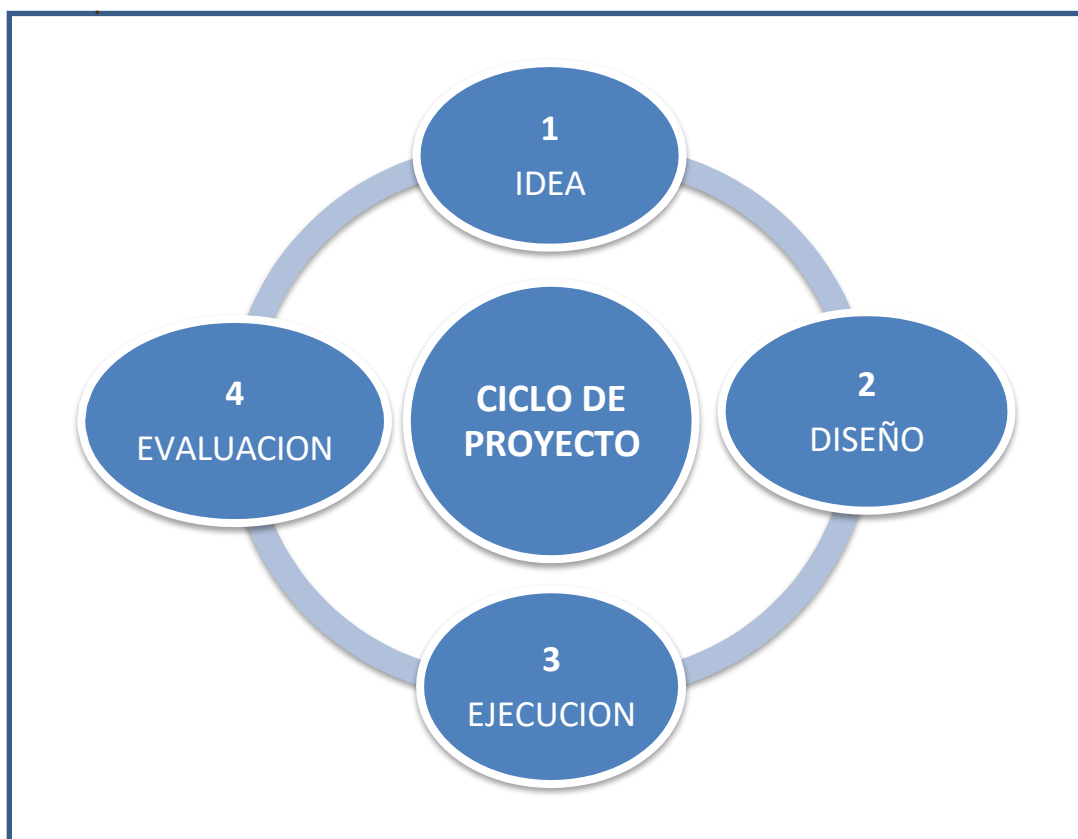 1
IDEA
2
DISEÑO
3
EJECUCION
4
EVALUACION
CICLO DE
PROYECTO